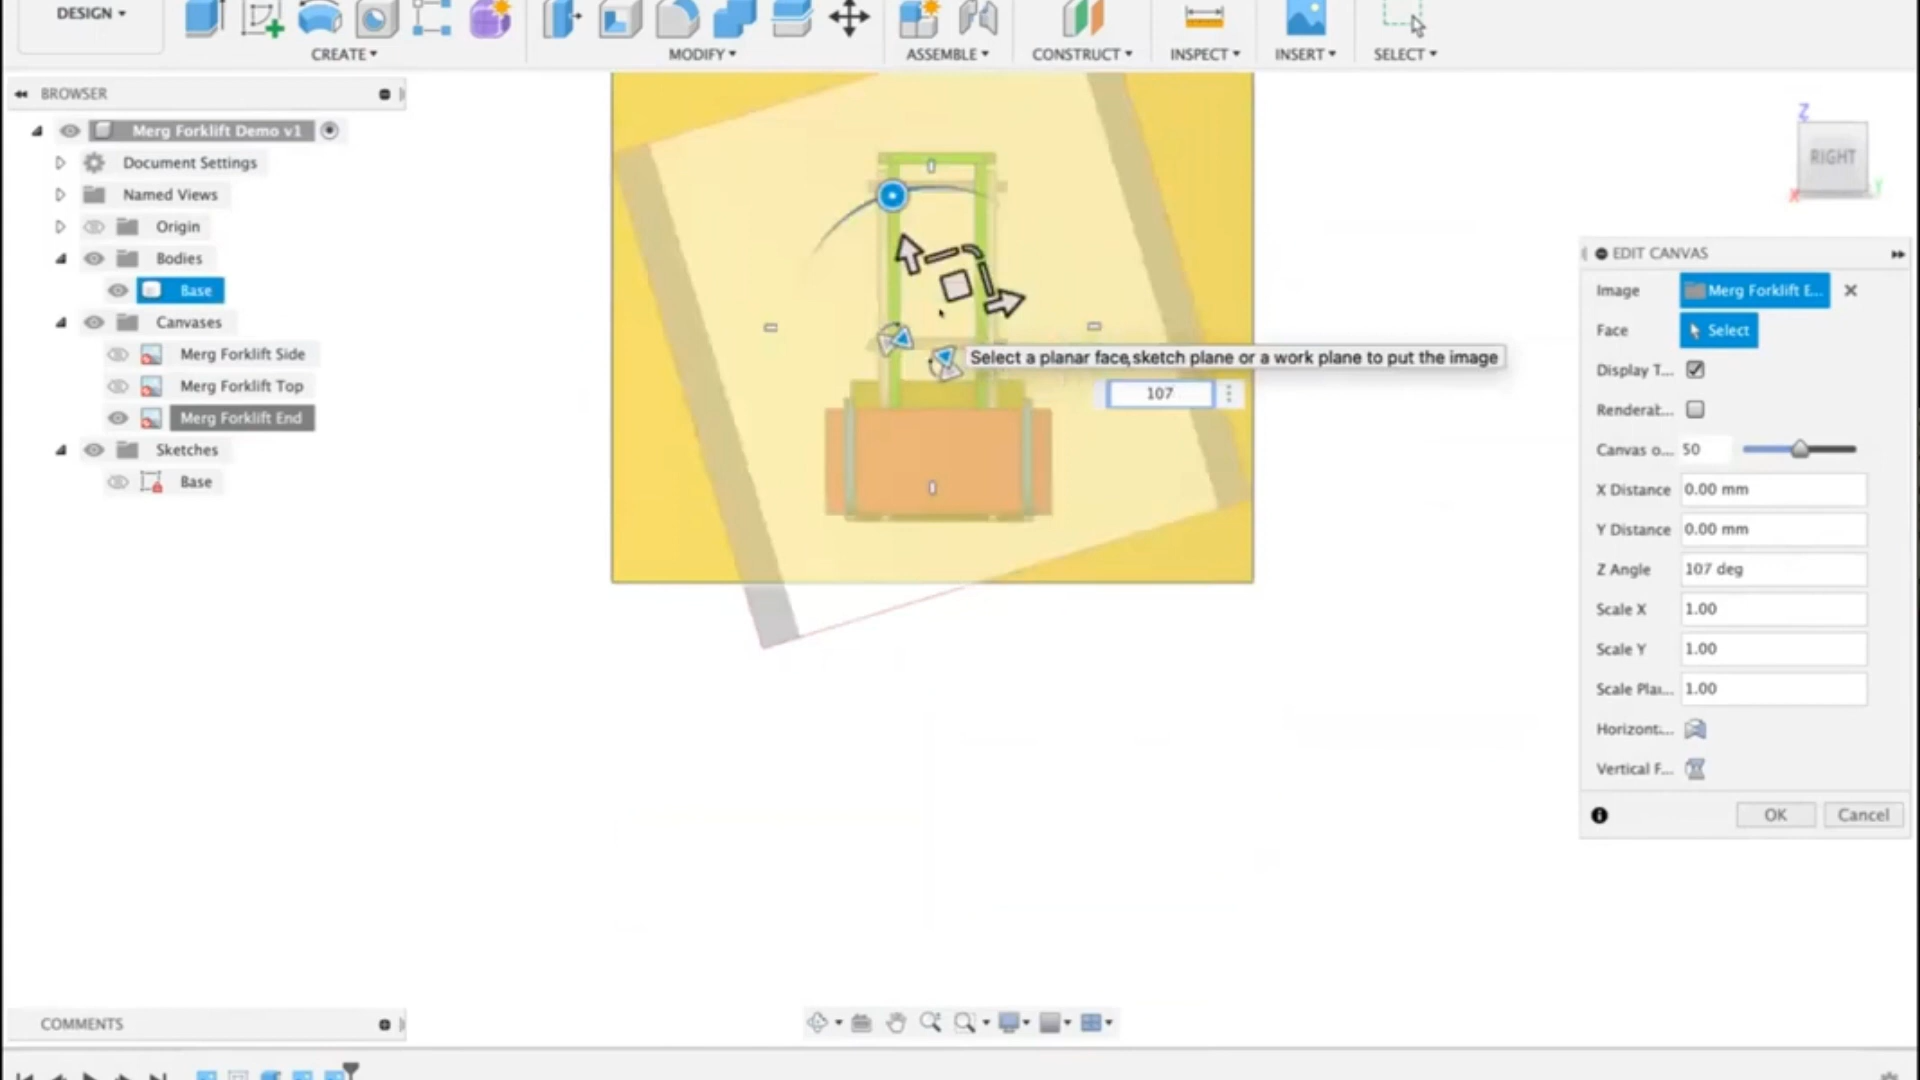 DESIGN
CREATE
MODIFY
ASSEMBLE
CONSTRUCT
INSPECT
INSERT
SELECT
BROWSER
Merg Forklift Demo v1
Document Settings
Named Views
Origin
Bodies
Base
Canvases
Merg Forklift Side
Merg Forklift Top
Merg Forklift End
Sketches
Base
Z
RIGHT
X
Y
Select a planar face,sketch plane or a work plane to put the image
107
EDIT CANVAS
Image Merg Forklift E...
Face Select
Display T...
Renderat...
Canvas o... 50
X Distance 0.00 mm
Y Distance 0.00 mm
Z Angle 107 deg
Scale X 1.00
Scale Y 1.00
Scale Plai... 1.00
Horizont:...
Vertical F...
OK Cancel
COMMENTS